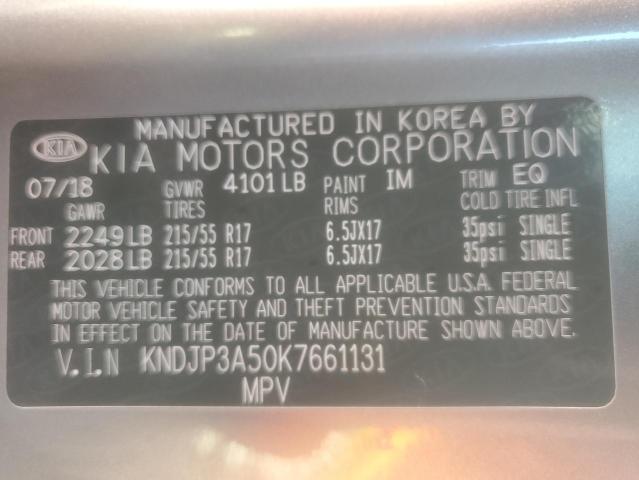 MANUFACTURED IN KOREA BY
KIA KIA MOTORS CORPORATION
07/18 GVWR 4101 LB PAINT IM TRIM EQ
GAWR TIRES RIMS COLD TIRE INFL
FRONT 2249 LB 215/55 R17 6.5JX17 35psi SINGLE
REAR 2028 LB 215/55 R17 6.5JX17 35psi SINGLE
THIS VEHICLE CONFORMS TO ALL APPLICABLE U.S.A. FEDERAL
MOTOR VEHICLE SAFETY AND THEFT PREVENTION STANDARDS
IN EFFECT ON THE DATE OF MANUFACTURE SHOWN ABOVE.
V.I.N KNDJP3A50K7661131
MPV